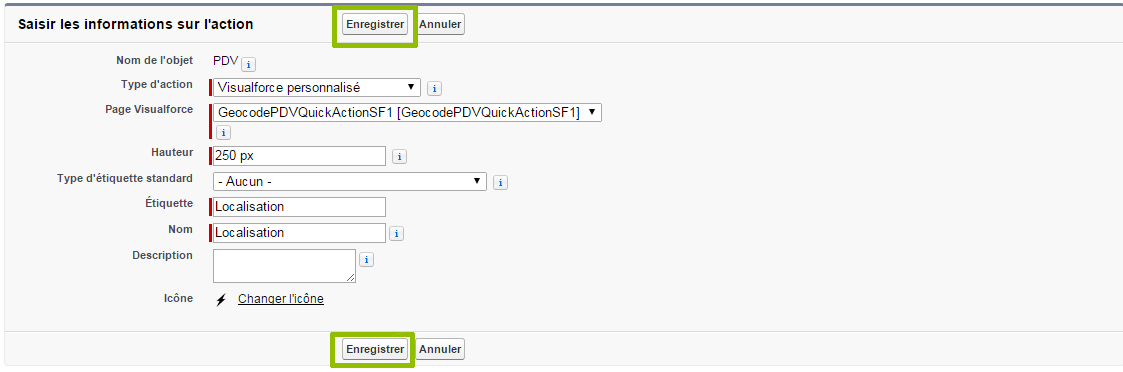 Saisir les informations sur l'action Enregistrer Annuler
Nom de l'objet PDV i
Type d'action Visualforce personnalisé i
Page Visualforce GeocodePDVQuickActionSF1 [GeocodePDVQuickActionSF1]
i
Hauteur 250 px i
Type d'étiquette standard - Aucun - i
Étiquette Localisation
Nom Localisation i
Description i
Icône Changer l'icône
Enregistrer Annuler